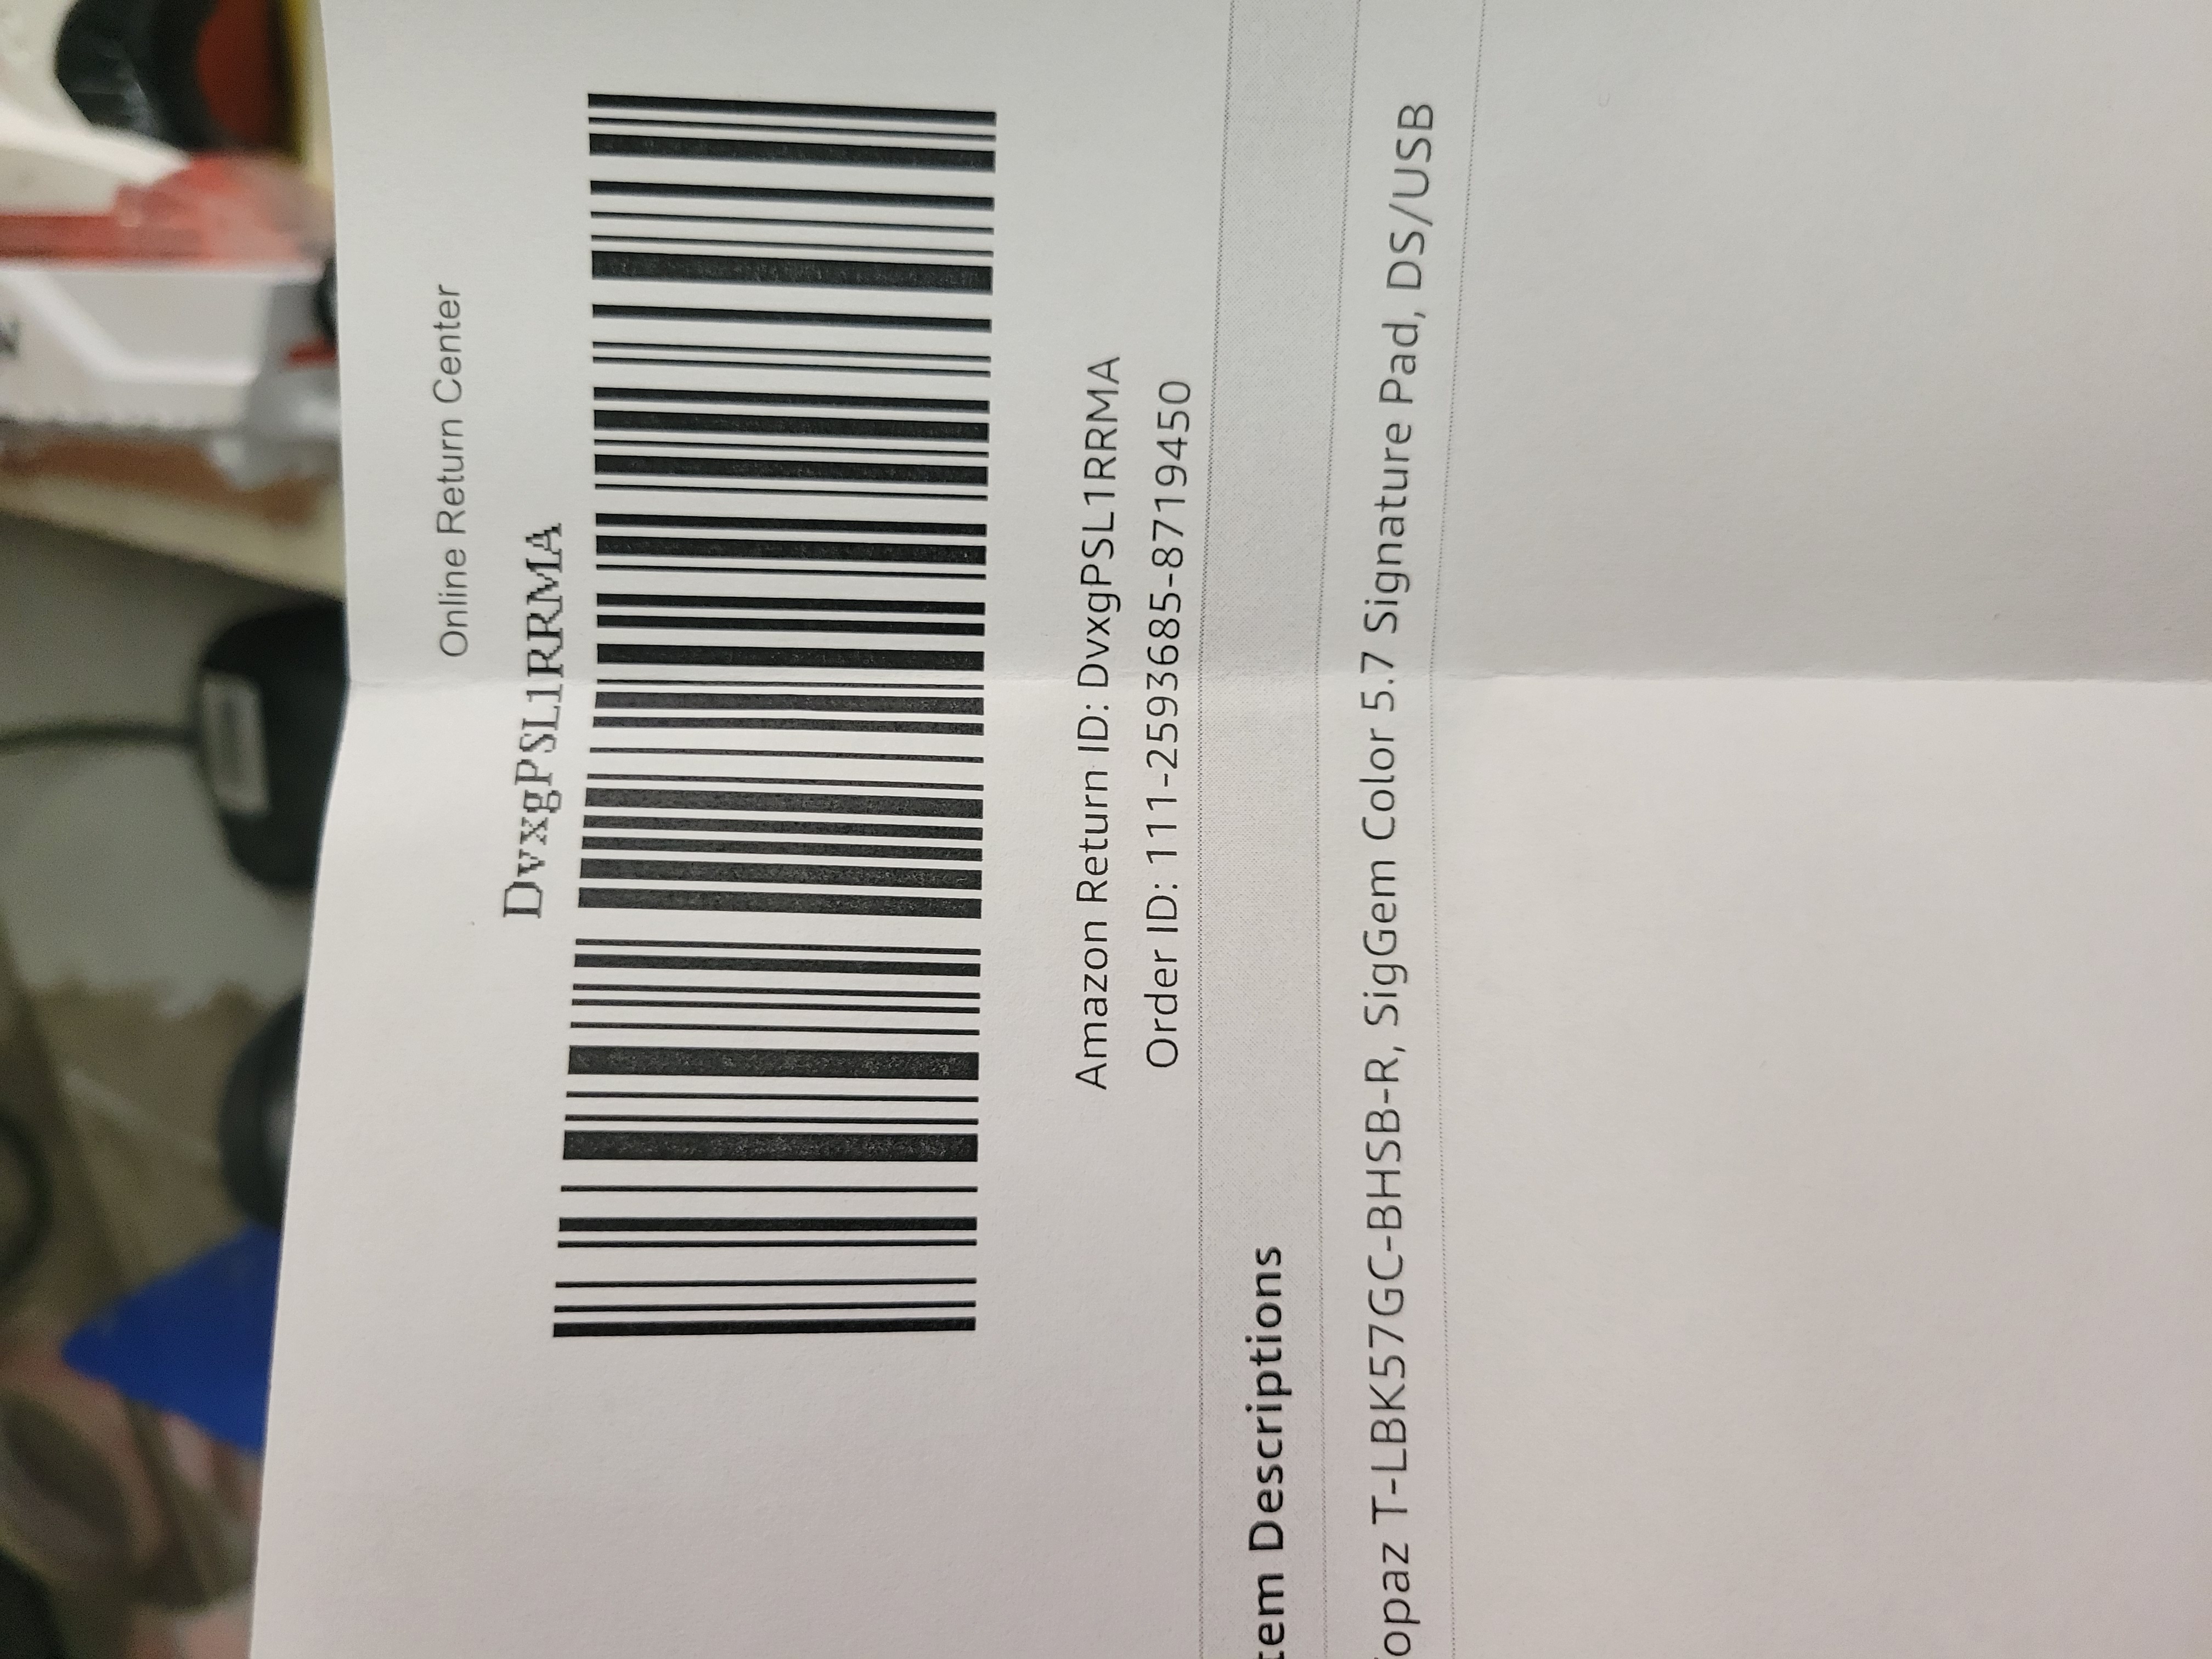 Online Return Center
DvxgPSL1RRMA
Amazon Return ID: DvxgPSL1RRMA
Order ID: 111-2593685-8719450
tem Descriptions
opaz T-LBK57GC-BHSB-R, SigGem Color 5.7 Signature Pad, DS/USB